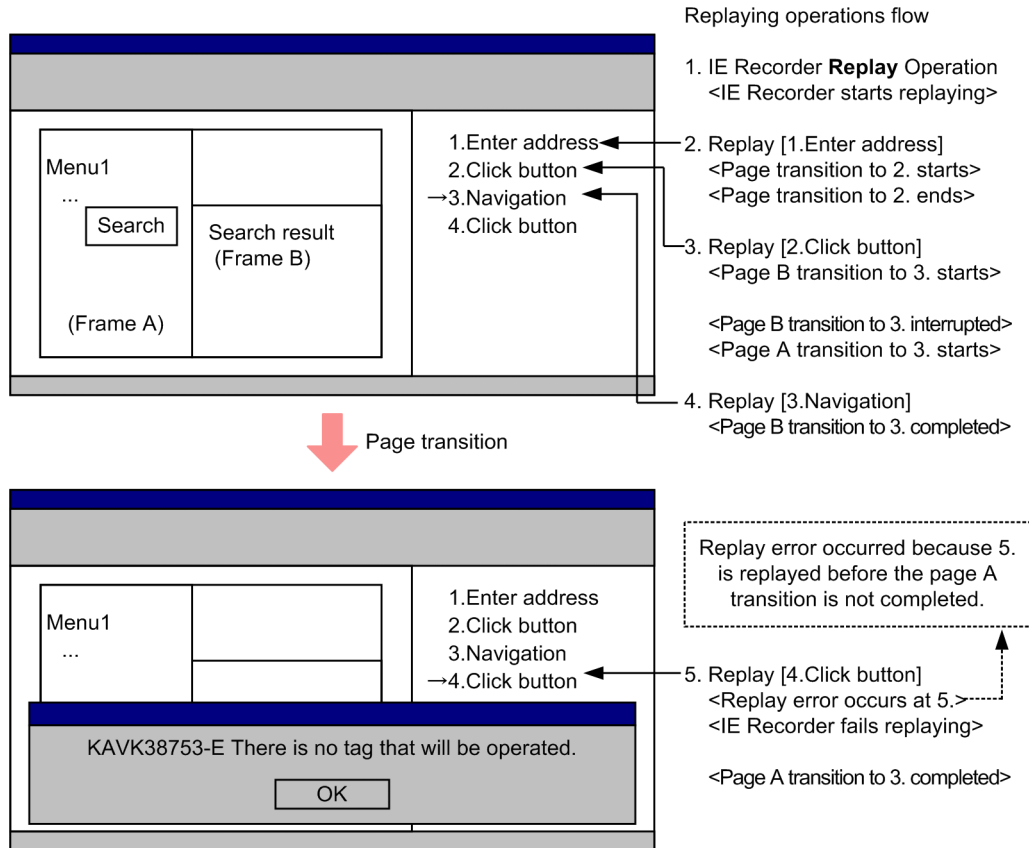 Replaying operations flow
1. IE Recorder Replay Operation
<IE Recorder starts replaying>
Menu1
...
Search
(Frame A)
Search result
(Frame B)
1.Enter address
2.Click button
→3.Navigation
4.Click button
2. Replay [1.Enter address]
<Page transition to 2. starts>
<Page transition to 2. ends>
3. Replay [2.Click button]
<Page B transition to 3. starts>
<Page B transition to 3. interrupted>
<Page A transition to 3. starts>
4. Replay [3.Navigation]
<Page B transition to 3. completed>
Page transition
Menu1
...
1.Enter address
2.Click button
3.Navigation
→4.Click button
KAVK38753-E There is no tag that will be operated.
OK
Replay error occurred because 5.
is replayed before the page A
transition is not completed.
5. Replay [4.Click button]
<Replay error occurs at 5.>
<IE Recorder fails replaying>
<Page A transition to 3. completed>